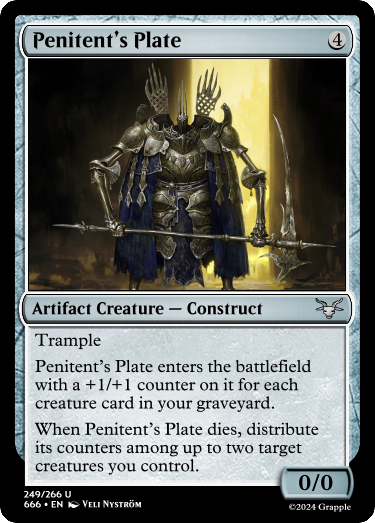 Penitent's Plate 4
Artifact Creature — Construct
Trample
Penitent's Plate enters the battlefield
with a +1/+1 counter on it for each
creature card in your graveyard.
When Penitent's Plate dies, distribute
its counters among up to two target
creatures you control.
0/0
249/266 U
666 • EN Veli Nyström
©2024 Grapple